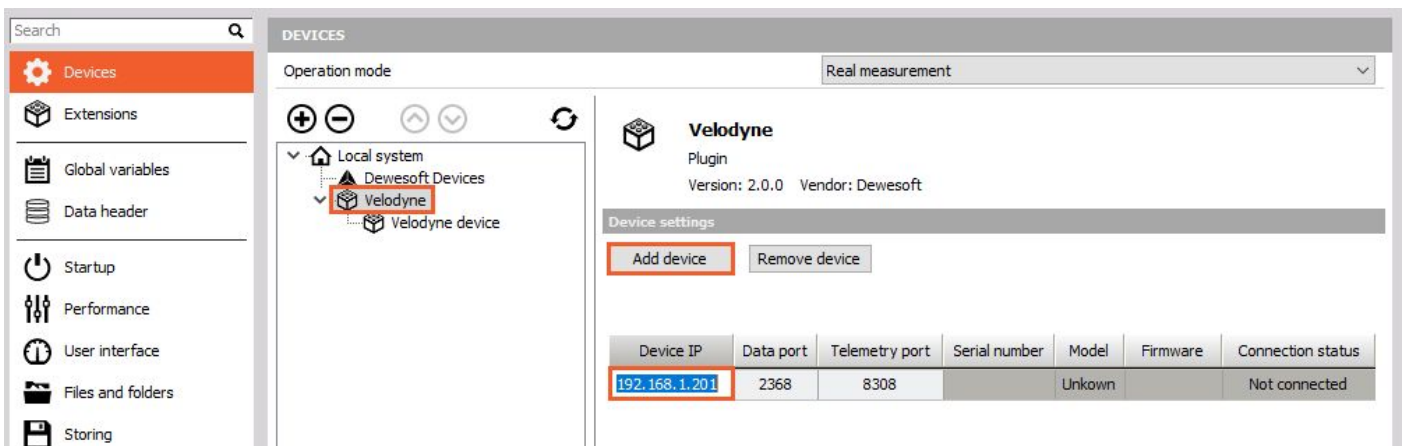 Search
Devices
Extensions
Global variables
Data header
Startup
Performance
User interface
Files and folders
Storing
DEVICES
Operation mode Real measurement
Local system
Dewesoft Devices
Velodyne
Velodyne device
Velodyne
Plugin
Version: 2.0.0 Vendor: Dewesoft
Device settings
Add device Remove device
Device IP Data port Telemetry port Serial number Model Firmware Connection status
192.168.1.201 2368 8308 Unkown Not connected